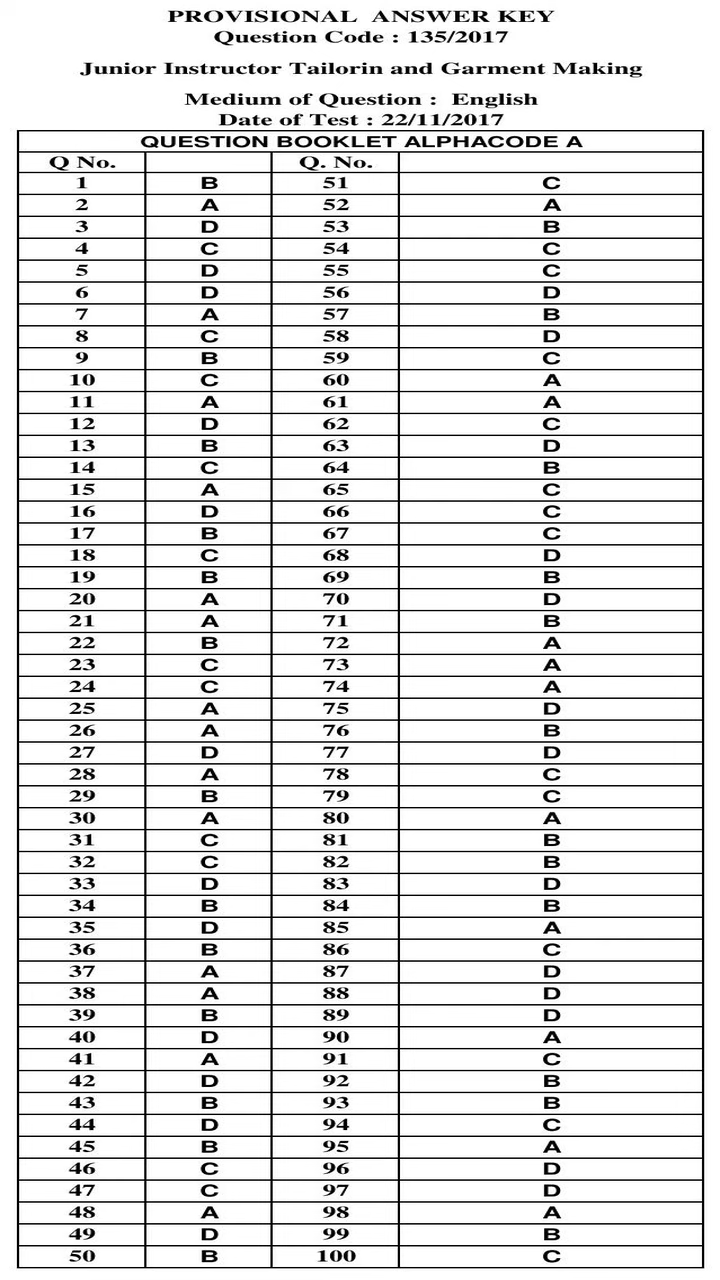 PROVISIONAL ANSWER KEY
Question Code : 135/2017
Junior Instructor Tailorin and Garment Making
Medium of Question : English
Date of Test : 22/11/2017
QUESTION BOOKLET ALPHACODE A
Q No. Q. No.
1 B 51 C
2 A 52 A
3 D 53 B
4 C 54 C
5 D 55 C
6 D 56 D
7 A 57 B
8 C 58 D
9 B 59 C
10 C 60 A
11 A 61 A
12 D 62 C
13 B 63 D
14 C 64 B
15 A 65 C
16 D 66 C
17 B 67 C
18 C 68 D
19 B 69 B
20 A 70 D
21 A 71 B
22 B 72 A
23 C 73 A
24 C 74 A
25 A 75 D
26 A 76 B
27 D 77 D
28 A 78 C
29 B 79 C
30 A 80 A
31 C 81 B
32 C 82 B
33 D 83 D
34 B 84 B
35 D 85 A
36 B 86 C
37 A 87 D
38 A 88 D
39 B 89 D
40 D 90 A
41 A 91 C
42 D 92 B
43 B 93 B
44 D 94 C
45 B 95 A
46 C 96 D
47 C 97 D
48 A 98 A
49 D 99 B
50 B 100 C